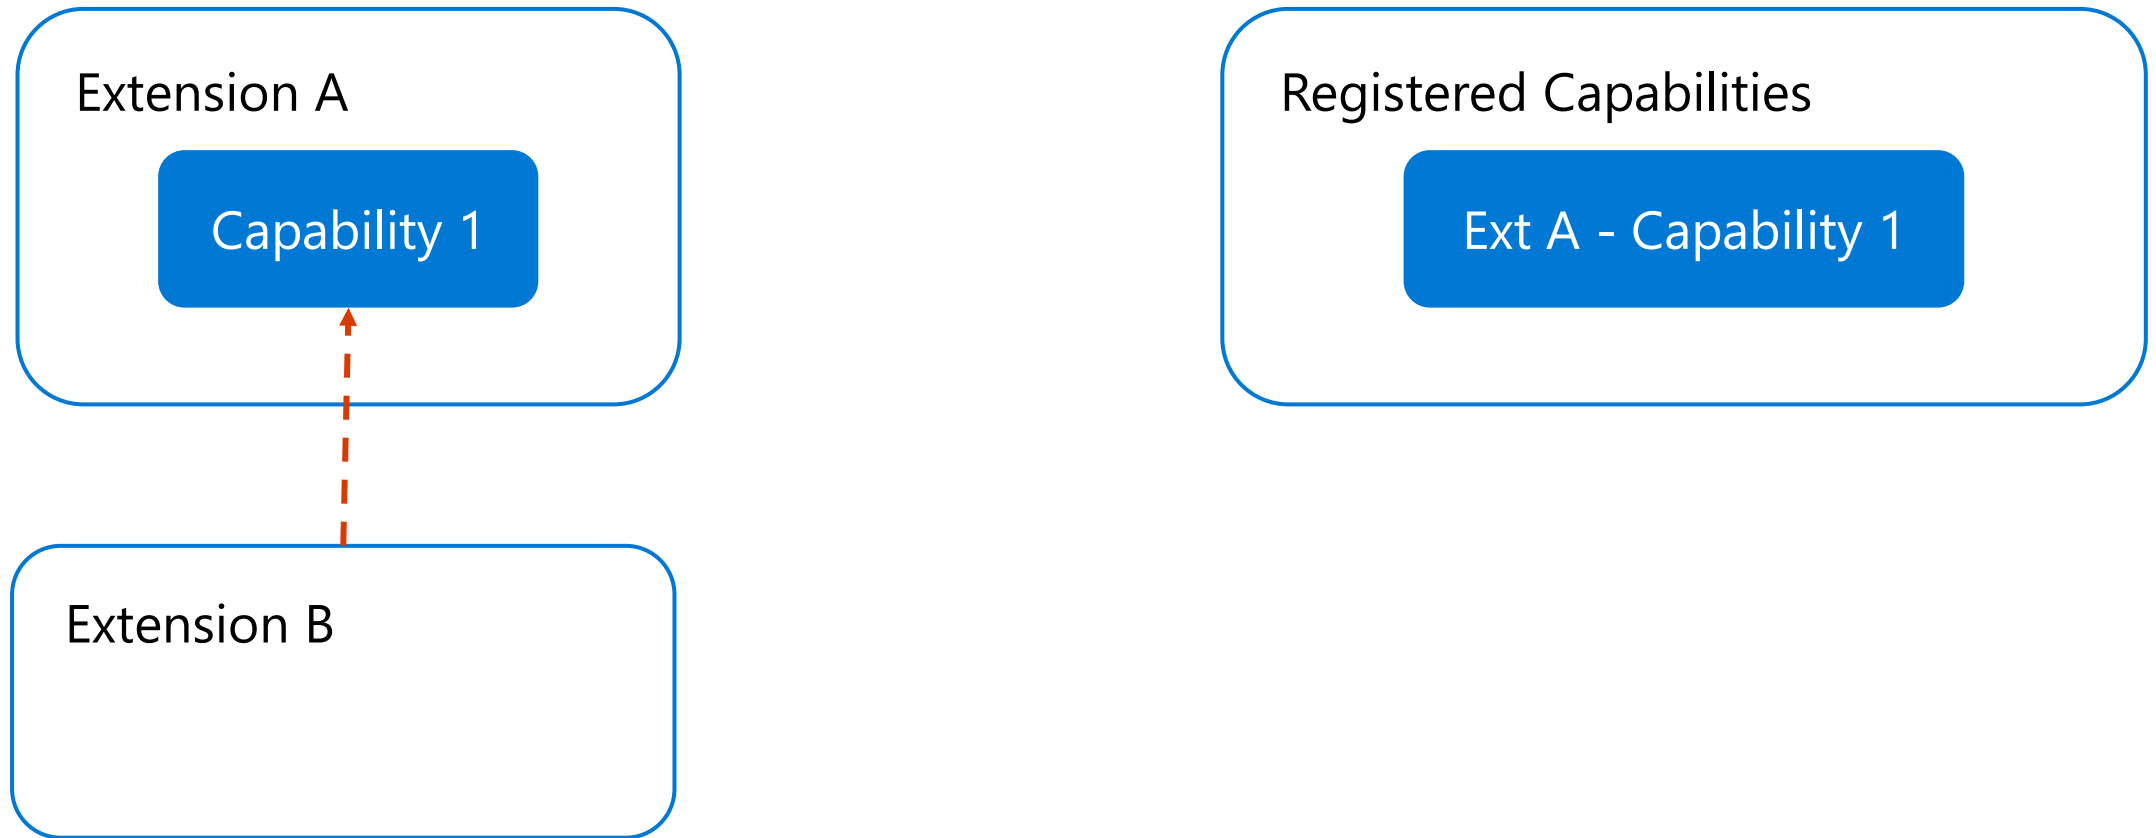 Extension A
Capability 1
Registered Capabilities
Ext A - Capability 1
Extension B